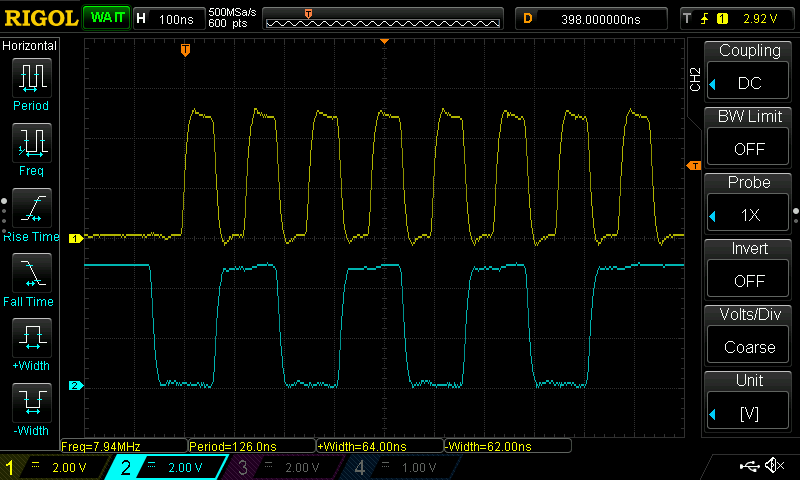 RIGOL WAIT H 100ns 500MSa/s 600 pts T D 398.000000ns T 1 2.92 V
Horizontal
Period
Freq
Rise Time
Fall Time
+Width
-Width
T
T
1
2
CH2
Coupling
DC
BW Limit
OFF
Probe
1X
Invert
OFF
Volts/Div
Coarse
Unit
[V]
Freq=7.94MHz Period=126.0ns +Width=64.00ns -Width=62.00ns
1 2.00 V 2 2.00 V 3 2.00 V 4 1.00 V